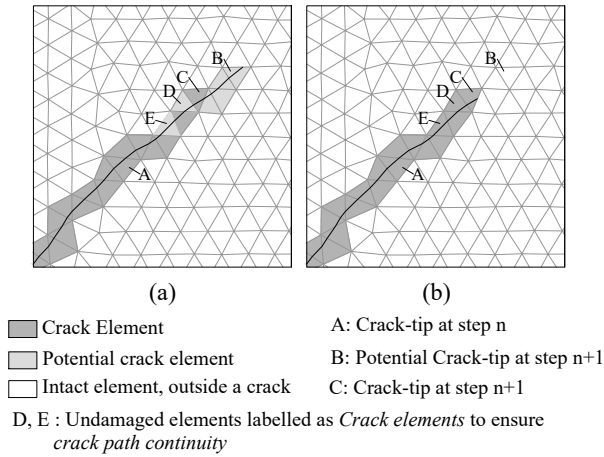 B
C
D
E
A
B
C
D
E
A
(a)
(b)
Crack Element
Potential crack element
Intact element, outside a crack
A: Crack-tip at step n
B: Potential Crack-tip at step n+1
C: Crack-tip at step n+1
D, E : Undamaged elements labelled as Crack elements to ensure
crack path continuity